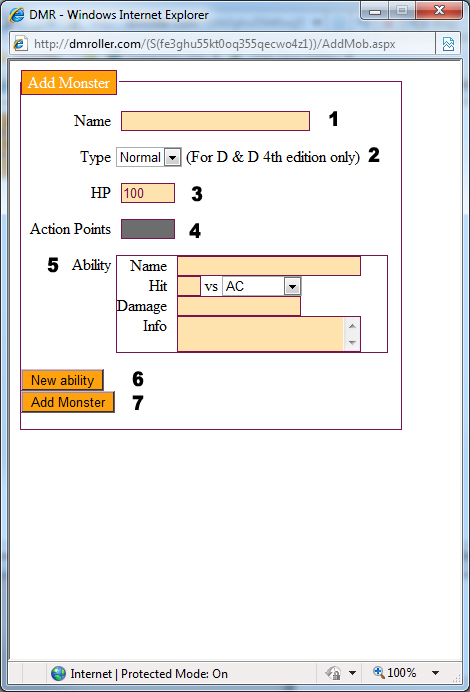 DMR - Windows Internet Explorer
http://dmroller.com/(S(fe3ghu55kt0oq355qecwo4z1))/AddMob.aspx
Add Monster
Name 1
Type Normal (For D & D 4th edition only) 2
HP 100 3
Action Points 4
5 Ability Name
Hit vs AC
Damage
Info
New ability 6
Add Monster 7
Internet | Protected Mode: On 100%